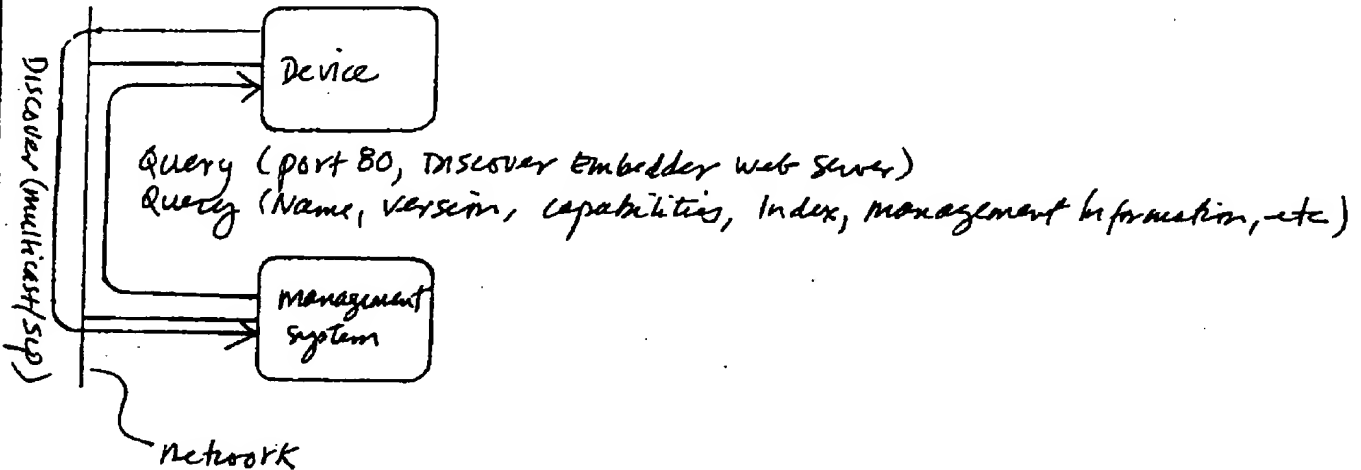 Discover (multicast/SLP)
Device
Query (port 80, Discover Embedder web server)
Query (Name, version, capabilities, Index, management Information, etc)
management
system
network